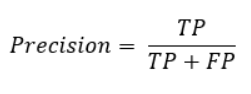 Precision = TP / TP + FP